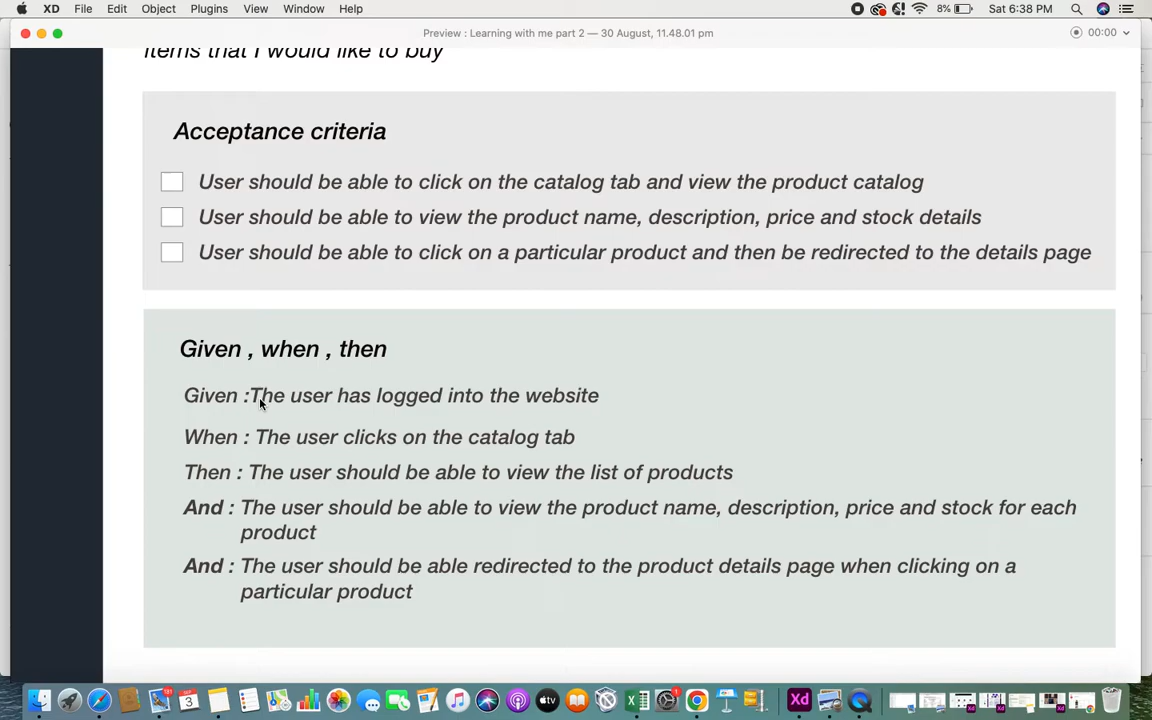 XD File Edit Object Plugins View Window Help
8% Sat 6:38 PM
Preview : Learning with me part 2 — 30 August, 11.48.01 pm
00:00
items that I would like to buy
Acceptance criteria
User should be able to click on the catalog tab and view the product catalog
User should be able to view the product name, description, price and stock details
User should be able to click on a particular product and then be redirected to the details page
Given , when , then
Given :The user has logged into the website
When : The user clicks on the catalog tab
Then : The user should be able to view the list of products
And : The user should be able to view the product name, description, price and stock for each
product
And : The user should be able redirected to the product details page when clicking on a
particular product